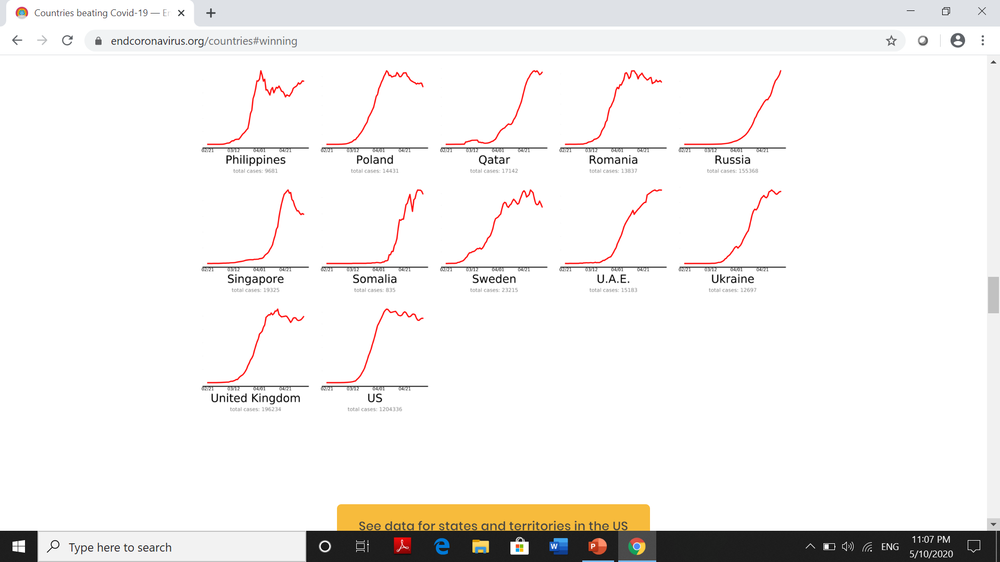 Countries beating Covid-19 — Er
endcoronavirus.org/countries#winning
02/21 03/12 04/01 04/21
Philippines
total cases: 9681
02/21 03/12 04/01 04/21
Poland
total cases: 14431
02/21 03/12 04/01 04/21
Qatar
total cases: 17142
02/21 03/12 04/01 04/21
Romania
total cases: 13837
02/21 03/12 04/01 04/21
Russia
total cases: 155368
02/21 03/12 04/01 04/21
Singapore
total cases: 19325
02/21 03/12 04/01 04/21
Somalia
total cases: 835
02/21 03/12 04/01 04/21
Sweden
total cases: 23215
02/21 03/12 04/01 04/21
U.A.E.
total cases: 15183
02/21 03/12 04/01 04/21
Ukraine
total cases: 12697
02/21 03/12 04/01 04/21
United Kingdom
total cases: 196234
02/21 03/12 04/01 04/21
US
total cases: 1204336
See data for states and territories in the US
Type here to search
W
P
ENG
11:07 PM
5/10/2020